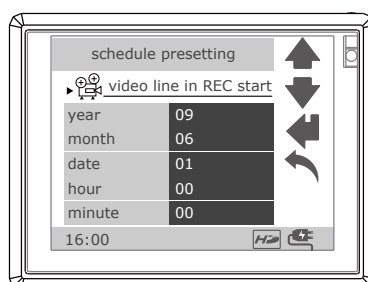 schedule presetting
video line in REC start
year 09
month 06
date 01
hour 00
minute 00
16:00 HD